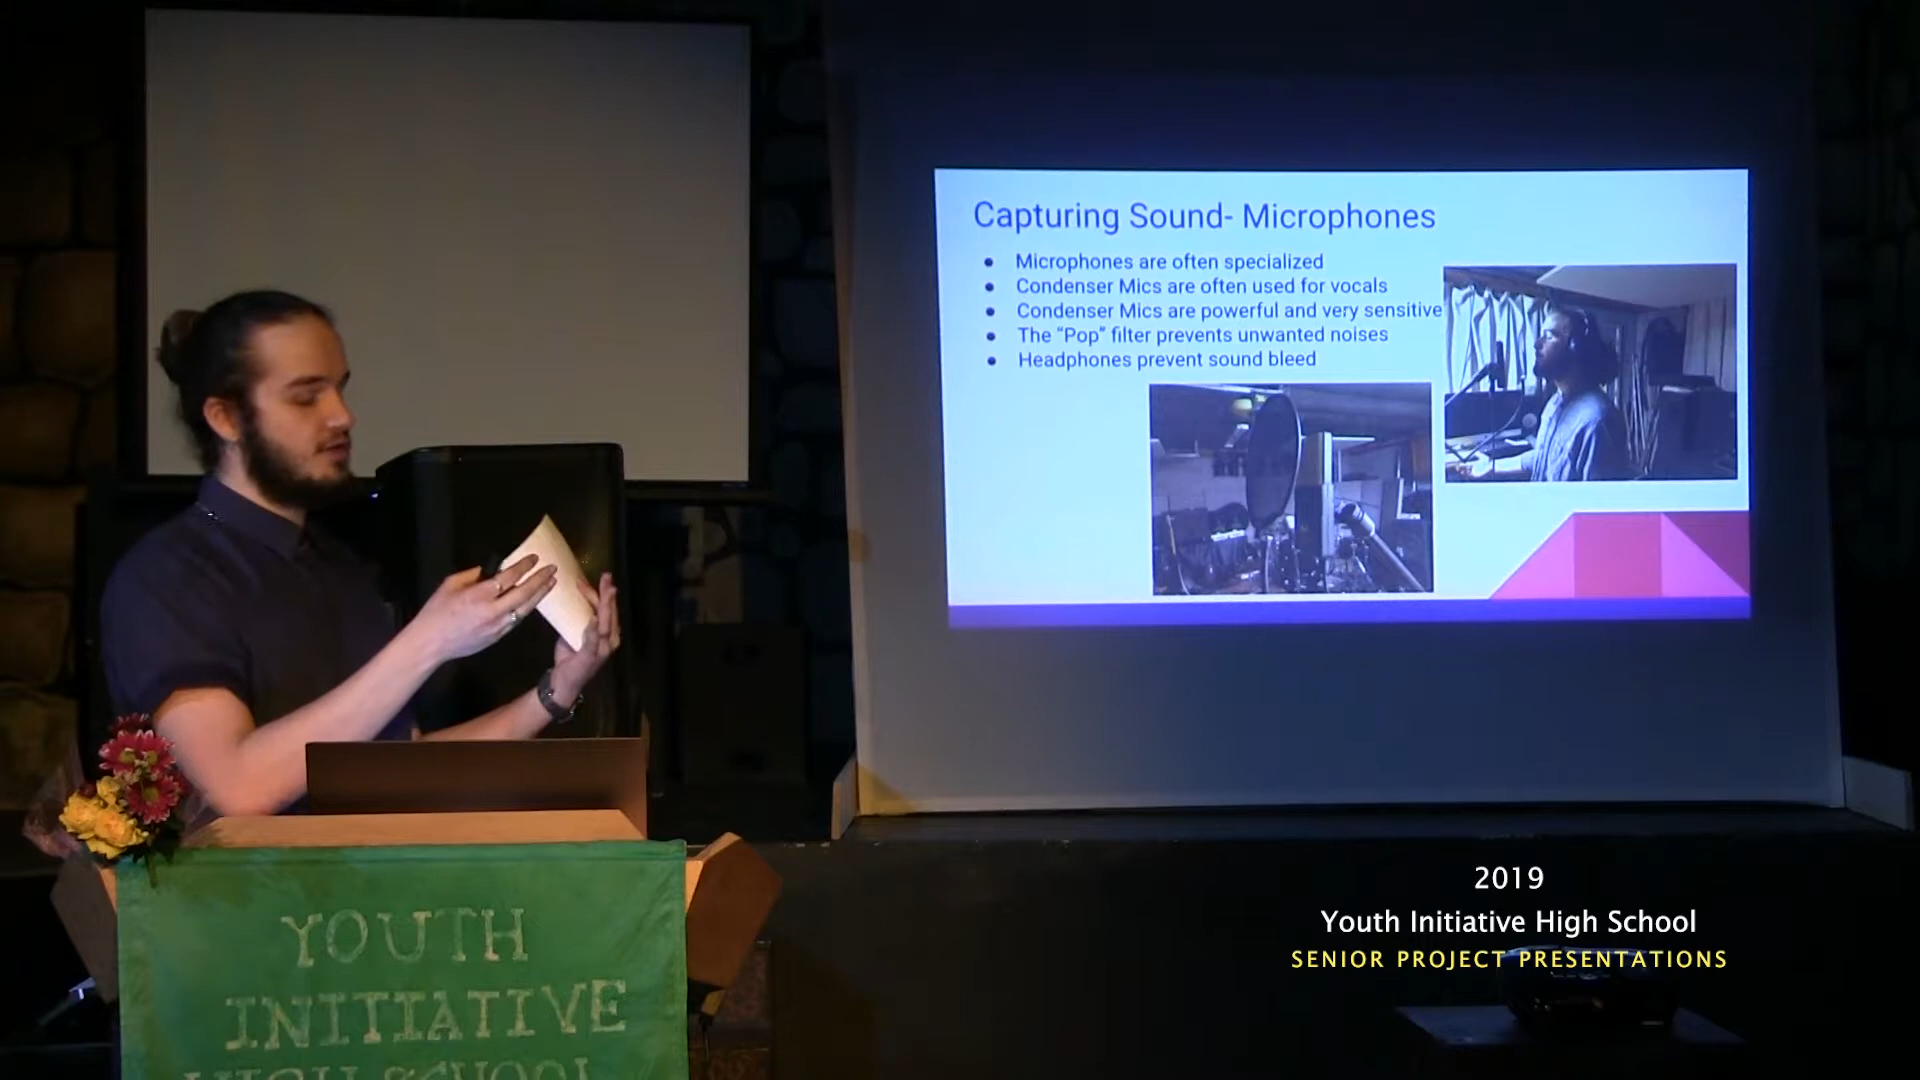 Capturing Sound- Microphones
Microphones are often specialized
Condenser Mics are often used for vocals
Condenser Mics are powerful and very sensitive
The “Pop” filter prevents unwanted noises
Headphones prevent sound bleed
YOUTH
INITIATIVE
HIGH SCHOOL
2019
Youth Initiative High School
SENIOR PROJECT PRESENTATIONS